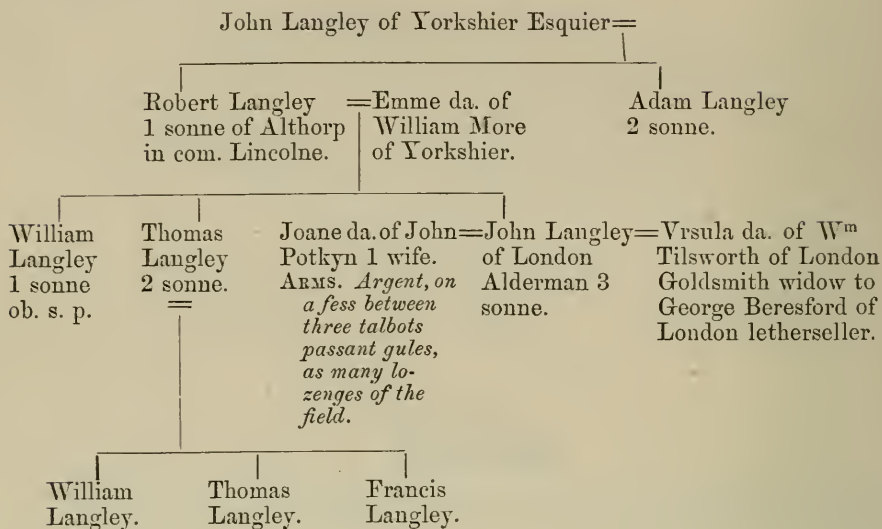 John Langley of Yorkshier Esquier=
Robert Langley
1 sonne of Althorp
in com. Lincolne.
=Emme da. of
William More
of Yorkshier.
Adam Langley
2 sonne.
William
Langley
1 sonne
ob. s. p.
Thomas
Langley
2 sonne.
=
Joane da. of John
Potkyn 1 wife.
ARMS. Argent, on
a fess between
three talbots
passant gules,
as many lo-
zenges of the
field.
=John Langley=
of London
Alderman 3
sonne.
Vrsula da. of Wm
Tilsworth of London
Goldsmith widow to
George Beresford of
London letherseller.
William
Langley.
Thomas
Langley.
Francis
Langley.